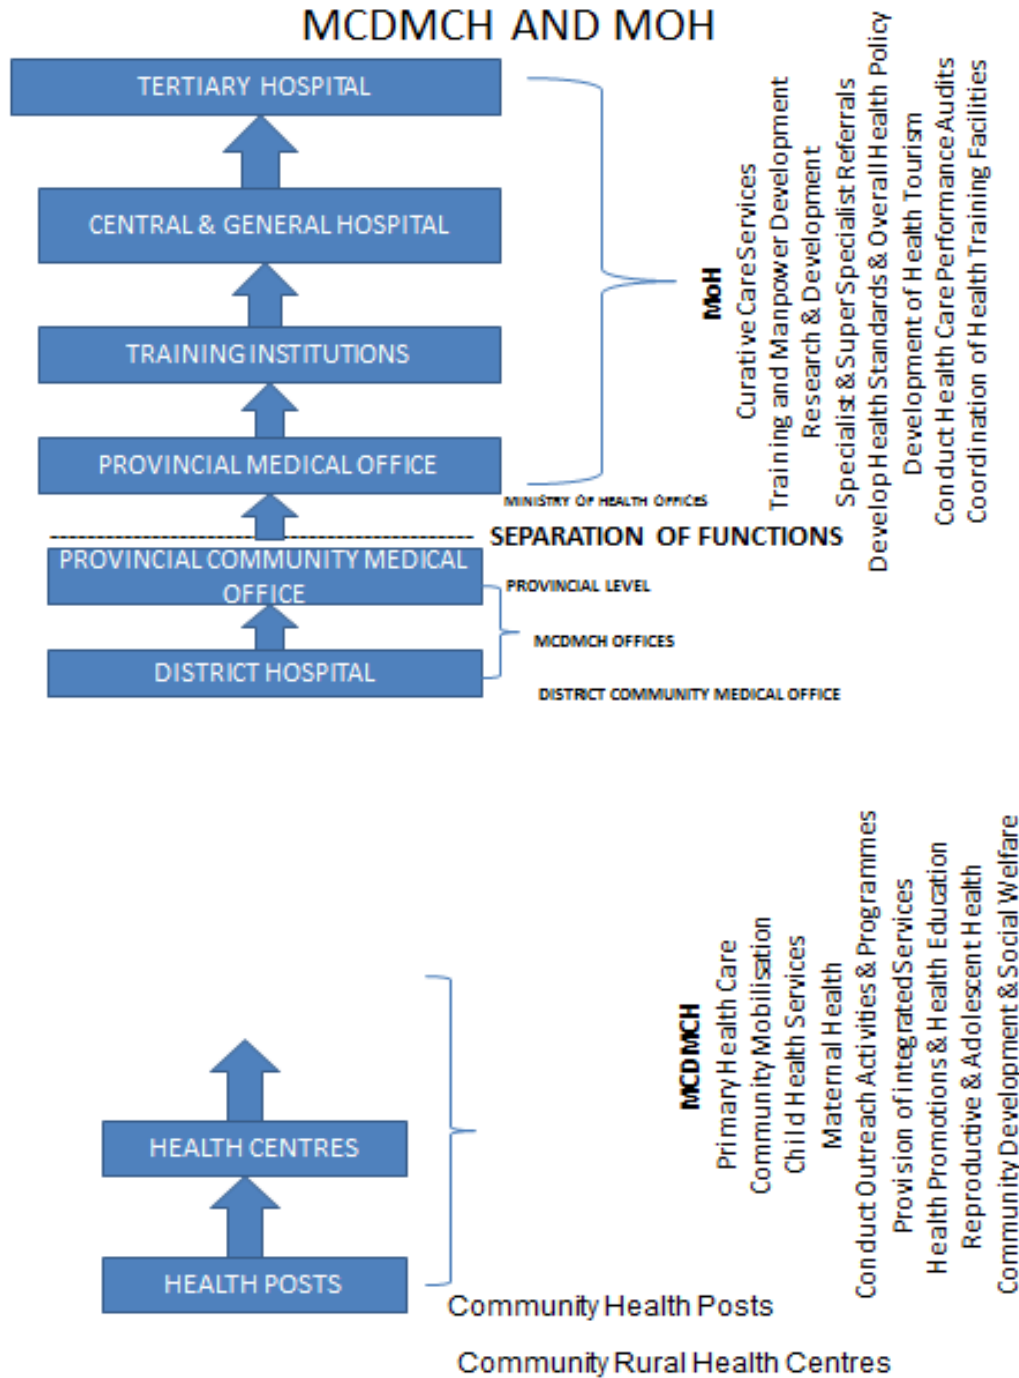 MCDMCH AND MOH
TERTIARY HOSPITAL
CENTRAL & GENERAL HOSPITAL
TRAINING INSTITUTIONS
PROVINCIAL MEDICAL OFFICE
MINISTRY OF HEALTH OFFICES
SEPARATION OF FUNCTIONS
PROVINCIAL COMMUNITY MEDICAL
OFFICE
PROVINCIAL LEVEL
MCDMCH OFFICES
DISTRICT HOSPITAL
DISTRICT COMMUNITY MEDICAL OFFICE
MoH
Curative Care Services
Training and Manpower Development
Research & Development
Specialist & Super Specialist Referrals
Develop Health Standards & Overall Health Policy
Development of Health Tourism
Conduct Health Care Performance Audits
Coordination of Health Training Facilities
HEALTH CENTRES
HEALTH POSTS
MCDMCH
Primary Health Care
Community Mobilisation
Child Health Services
Maternal Health
Conduct Outreach Activities & Programmes
Provision of integrated Services
Health Promotions & Health Education
Reproductive & Adolescent Health
Community Development & Social Welfare
Community Health Posts
Community Rural Health Centres